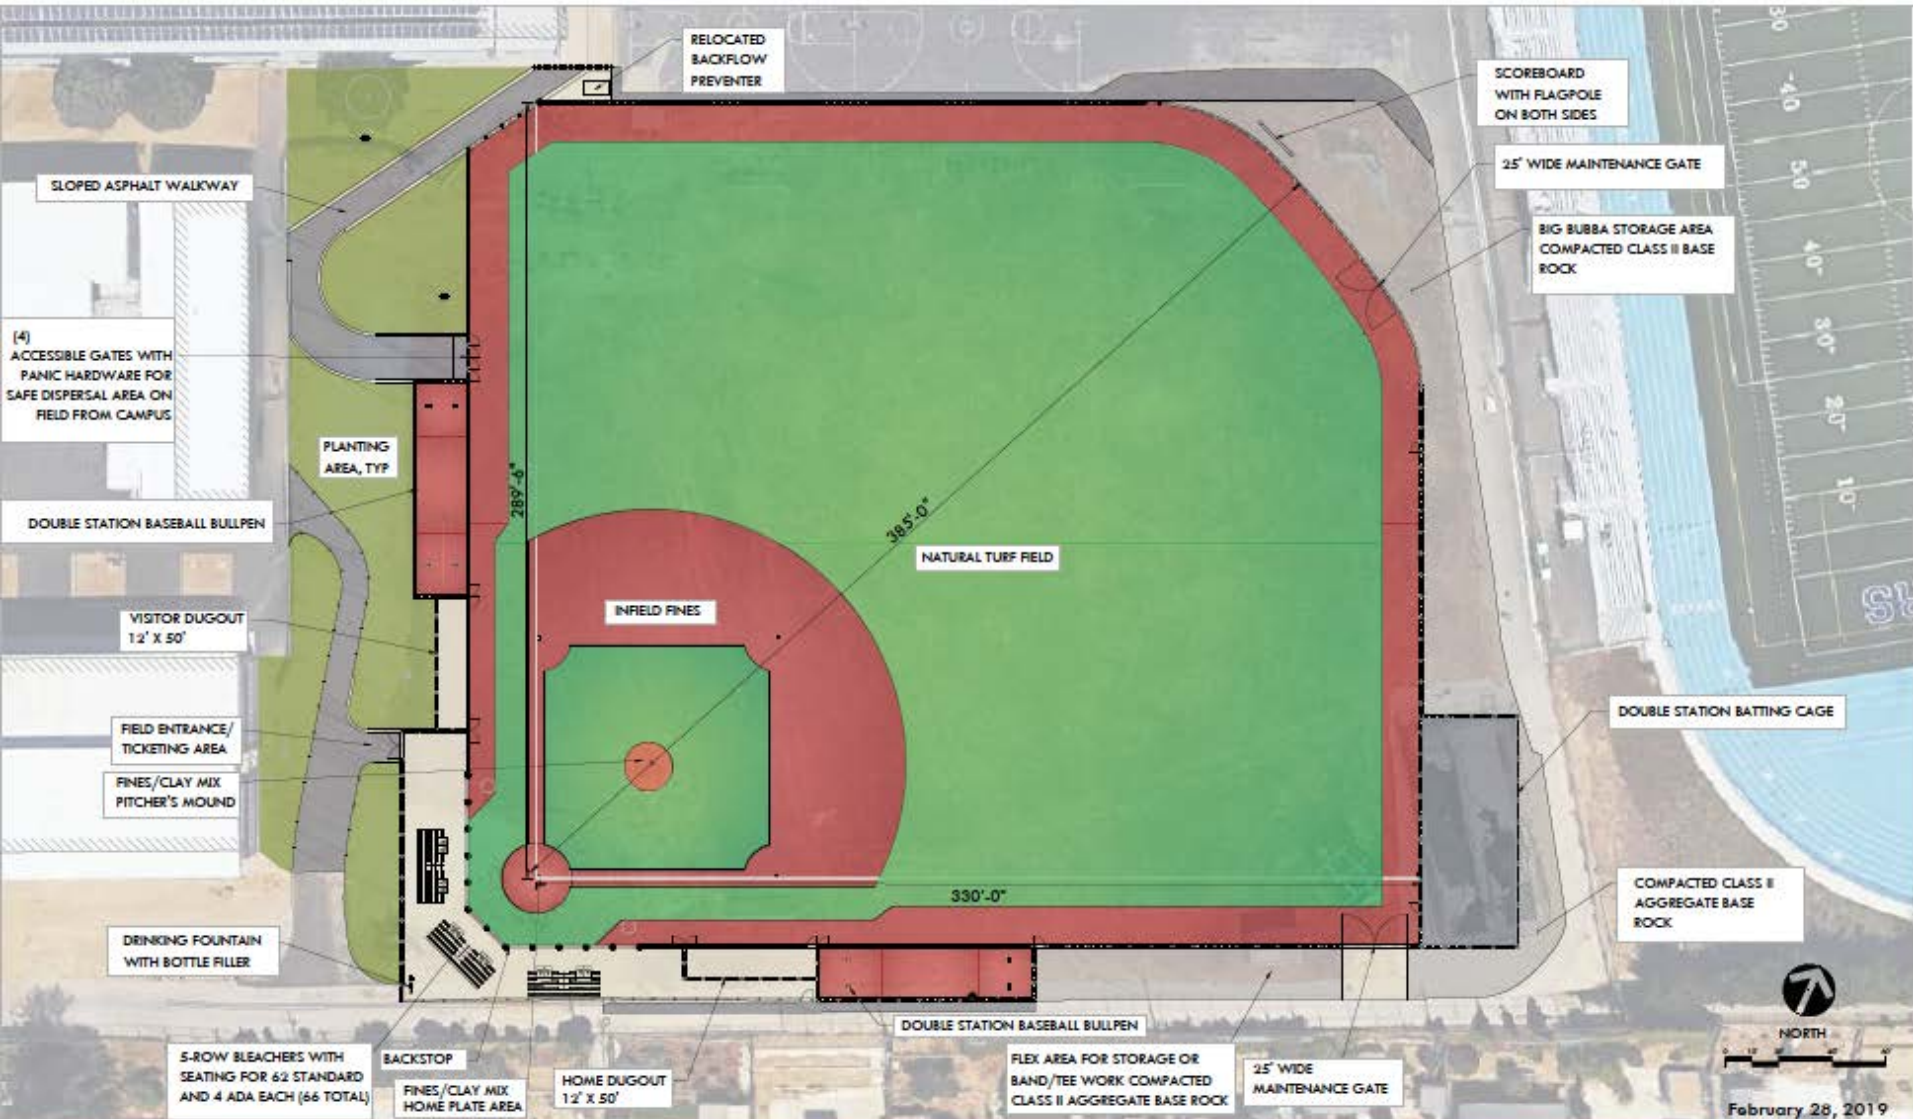 RELOCATED
BACKFLOW
PREVENTER
SCOREBOARD
WITH FLAGPOLE
ON BOTH SIDES
25' WIDE MAINTENANCE GATE
SLOPED ASPHALT WALKWAY
BIG BUBBA STORAGE AREA
COMPACTED CLASS II BASE
ROCK
(4)
ACCESSIBLE GATES WITH
PANIC HARDWARE FOR
SAFE DISPERSAL AREA ON
FIELD FROM CAMPUS
PLANTING
AREA, TYP
289'-6"
385'-0"
DOUBLE STATION BASEBALL BULLPEN
NATURAL TURF FIELD
INFIELD FINES
VISITOR DUGOUT
12' X 50'
FIELD ENTRANCE/
TICKETING AREA
DOUBLE STATION BATTING CAGE
FINES/CLAY MIX
PITCHER'S MOUND
330'-0"
COMPACTED CLASS II
AGGREGATE BASE
ROCK
DRINKING FOUNTAIN
WITH BOTTLE FILLER
DOUBLE STATION BASEBALL BULLPEN
5-ROW BLEACHERS WITH
SEATING FOR 62 STANDARD
AND 4 ADA EACH (66 TOTAL)
BACKSTOP
FINES/CLAY MIX
HOME PLATE AREA
HOME DUGOUT
12' X 50'
FLEX AREA FOR STORAGE OR
BAND/TEE WORK COMPACTED
CLASS II AGGREGATE BASE ROCK
25' WIDE
MAINTENANCE GATE
NORTH
February 28, 2019
30
40
50
40
30
20
10